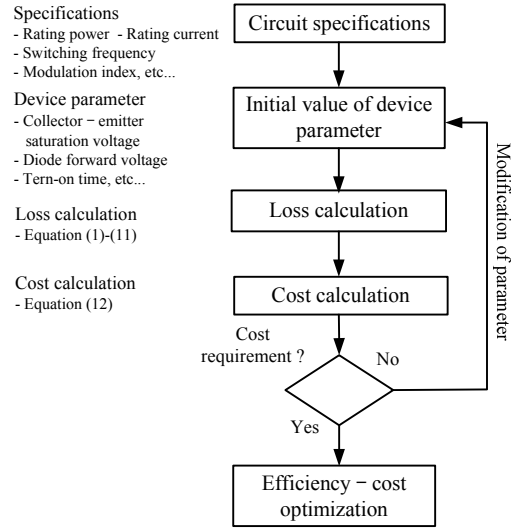 Specifications
- Rating power - Rating current
- Switching frequency
- Modulation index, etc...
Device parameter
- Collector − emitter
saturation voltage
- Diode forward voltage
- Tern-on time, etc...
Loss calculation
- Equation (1)-(11)
Cost calculation
- Equation (12)
Circuit specifications
Initial value of device
parameter
Loss calculation
Cost calculation
Cost
requirement ?
No
Yes
Modification of parameter
Efficiency − cost
optimization